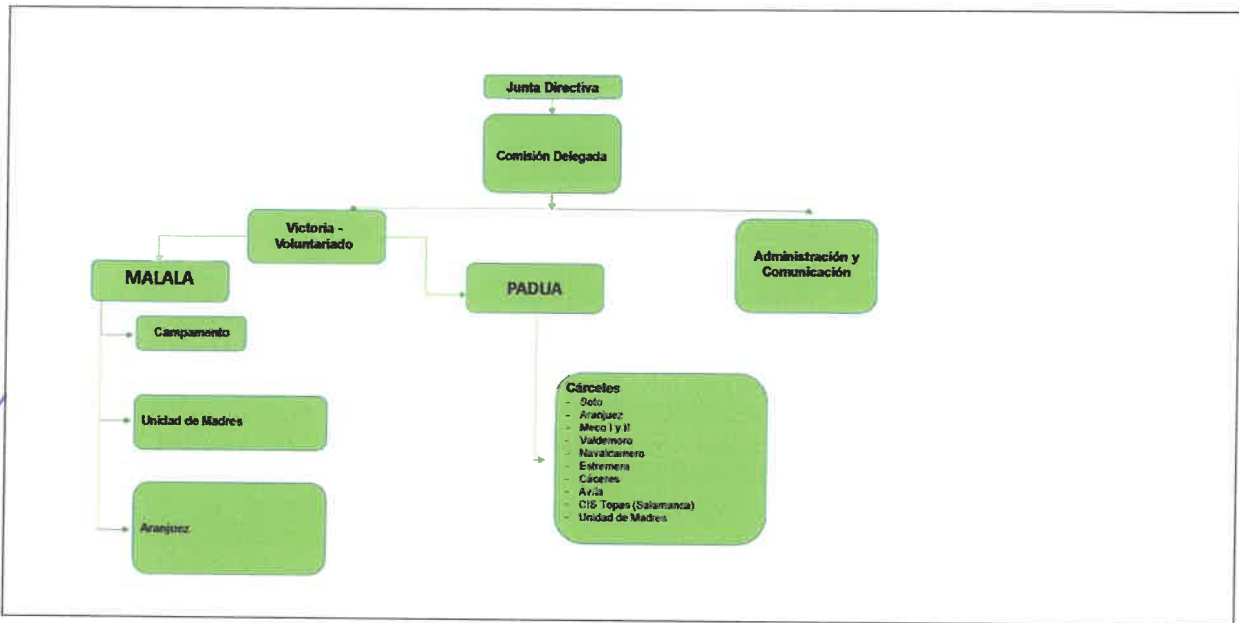 Junta Directiva
Comisión Delegada
Victoria -
Voluntariado
Administración y
Comunicación
MALALA
PADUA
Campamento
Unidad de Madres
Aranjuez
Cárceles
- Soto
- Aranjuez
- Meco I y II
- Valdemoro
- Navalcarnero
- Estremera
- Cáceres
- Avila
- CIS Topas (Salamanca)
- Unidad de Madres